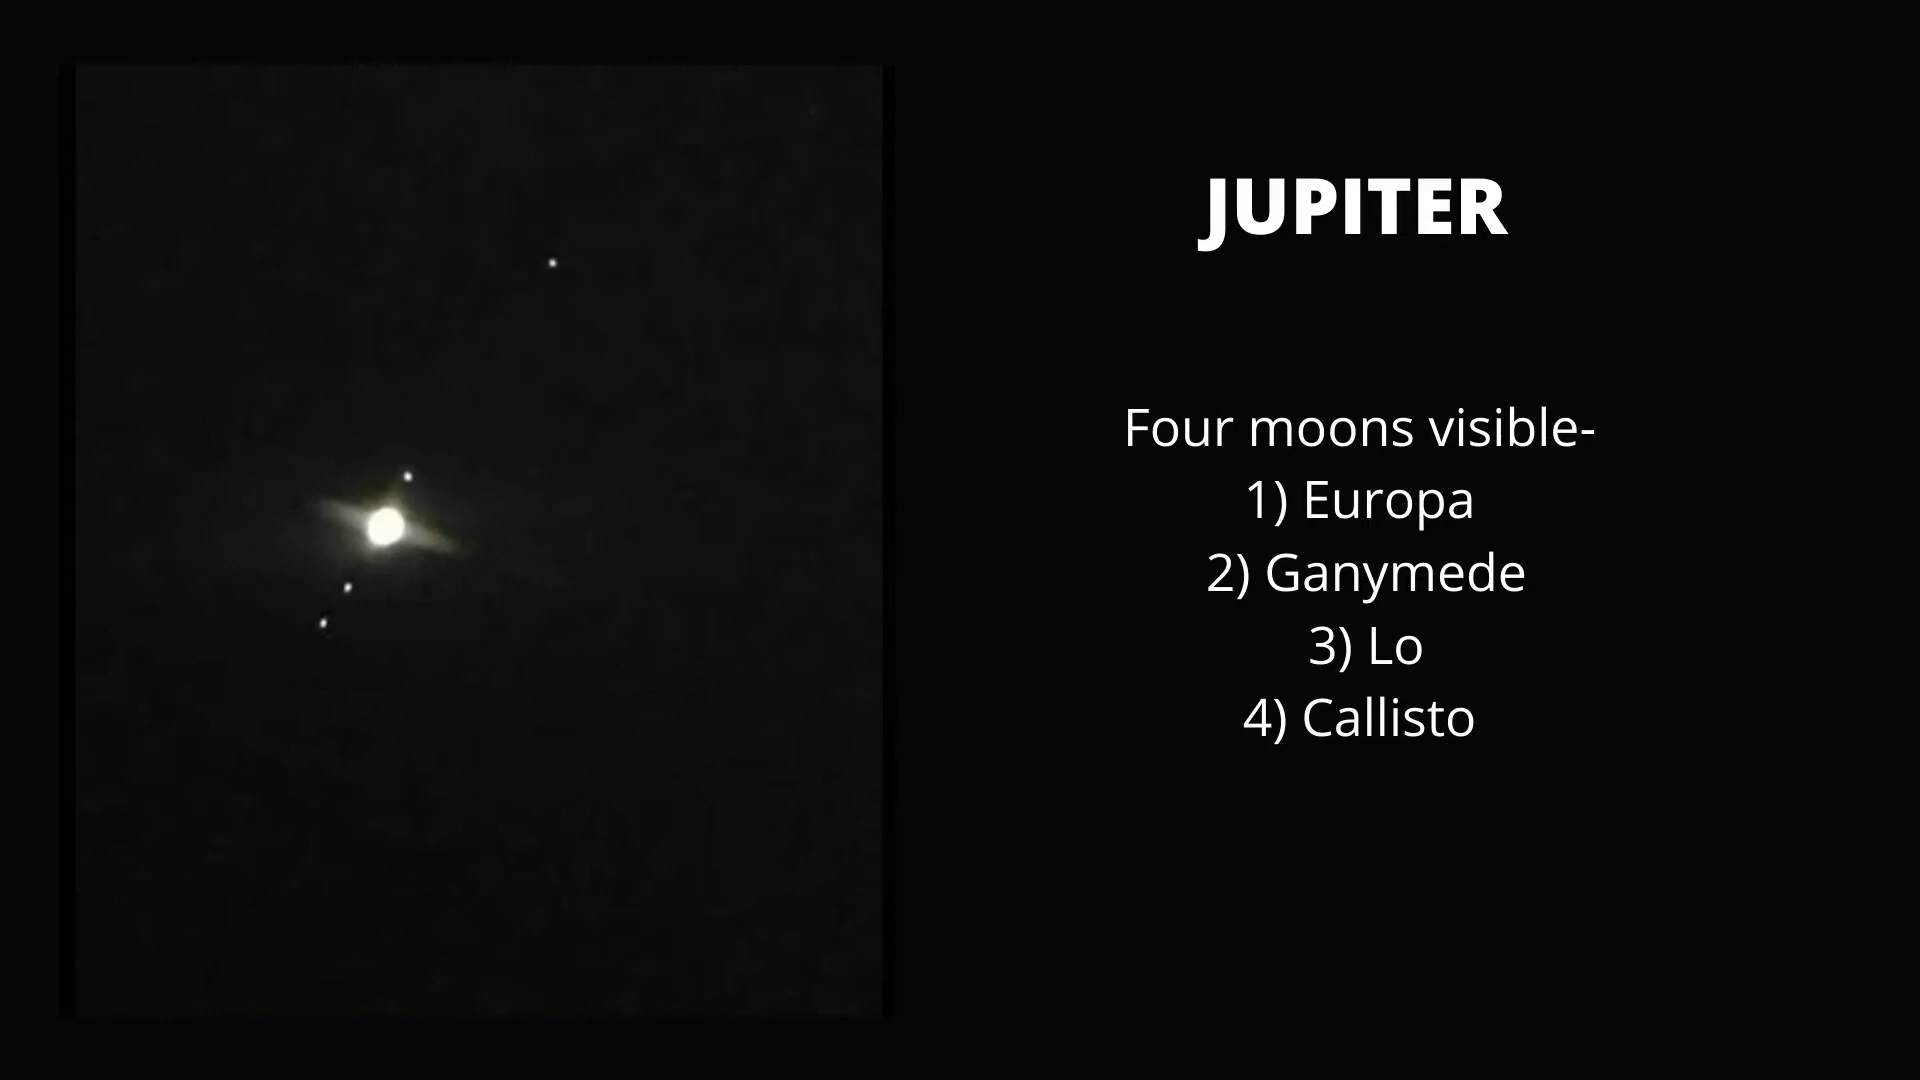 JUPITER
Four moons visible-
1) Europa
2) Ganymede
3) Lo
4) Callisto